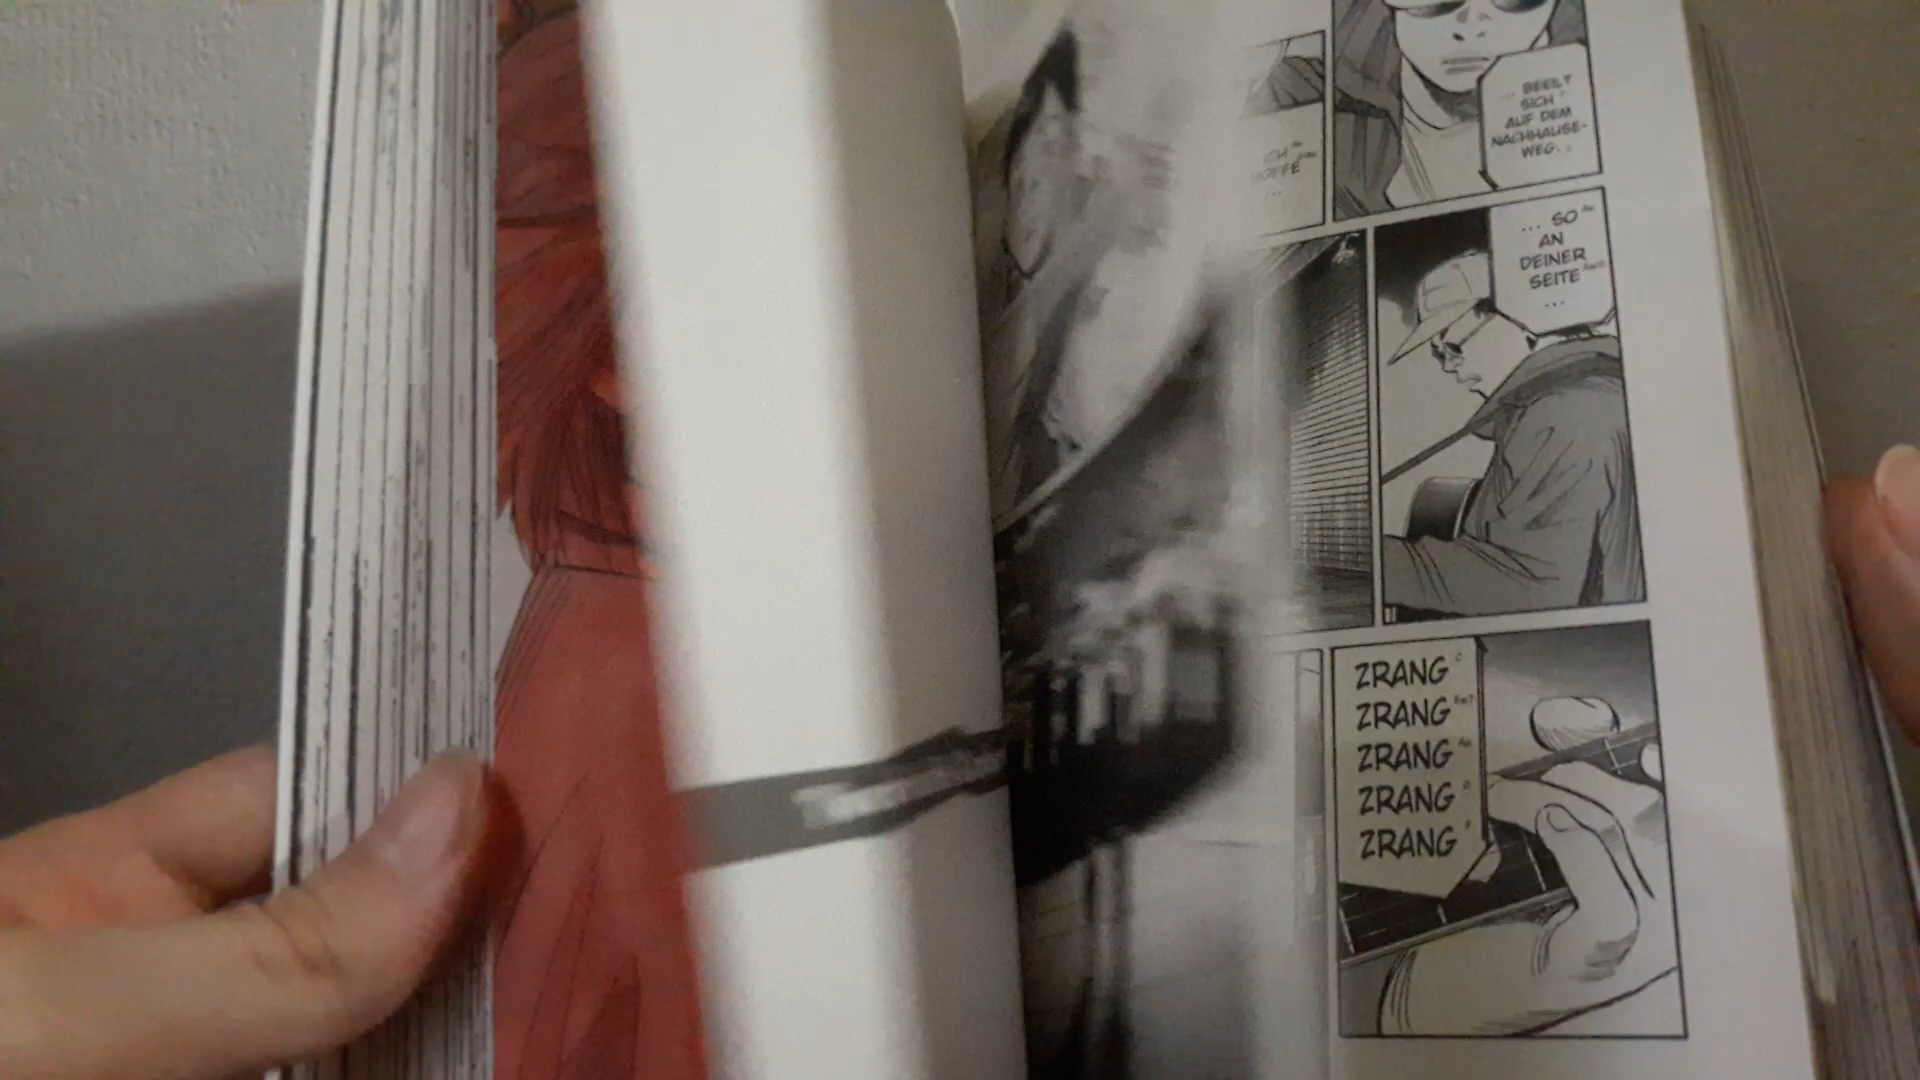 ... BEEILT
SICH
AUF DEM
NACHHAUSE-
WEG.
ICH
HOFFE
...
... SO
AN
DEINER
SEITE
...
ZRANG
ZRANG
ZRANG
ZRANG
ZRANG